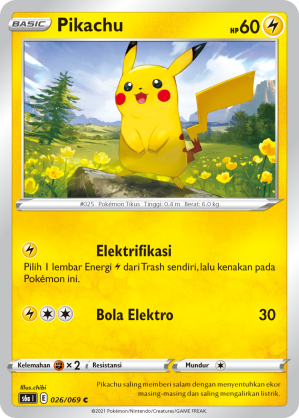 BASIC Pikachu HP 60
#025 Pokémon Tikus Tinggi: 0.4 m Berat: 6.0 kg
Elektrifikasi
Pilih 1 lembar Energi dari Trash sendiri, lalu kenakan pada
Pokémon ini.
Bola Elektro 30
Kelemahan ×2 Resistansi Mundur
Illus.chibi
E 026/069 C
Pikachu saling memberi salam dengan menyentuhkan ekor
masing-masing dan saling mengalirkan listrik.
©2021 Pokémon/Nintendo/Creatures/GAME FREAK.